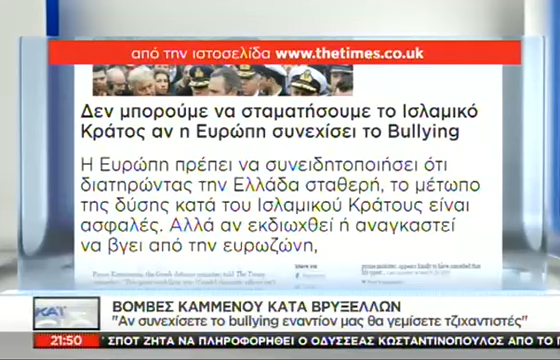 από την ιστοσελίδα www.thetimes.co.uk
Δεν μπορούμε να σταματήσουμε το Ισλαμικό
Κράτος αν η Ευρώπη συνεχίσει το Bullying
Η Ευρώπη πρέπει να συνειδητοποιήσει ότι
διατηρώντας την Ελλάδα σταθερή, το μέτωπο
της δύσης κατά του Ισλαμικού Κράτους είναι
ασφαλές. Αλλά αν εκδιωχθεί ή αναγκαστεί
να βγει από την ευρωζώνη,
ΒΟΜΒΕΣ ΚΑΜΜΕΝΟΥ ΚΑΤΑ ΒΡΥΞΕΛΛΩΝ
"Αν συνεχίσετε το bullying εναντίον μας θα γεμίσετε τζιχαντιστές"
21:50 ΣΠΟΤ ΖΗΤΑ ΝΑ ΠΛΗΡΟΦΟΡΗΘΕΙ Ο ΟΔΥΣΣΕΑΣ ΚΩΣΤΑΝΤΙΝΟΠΟΥΛΟΣ ΑΠΟ ΤΟ